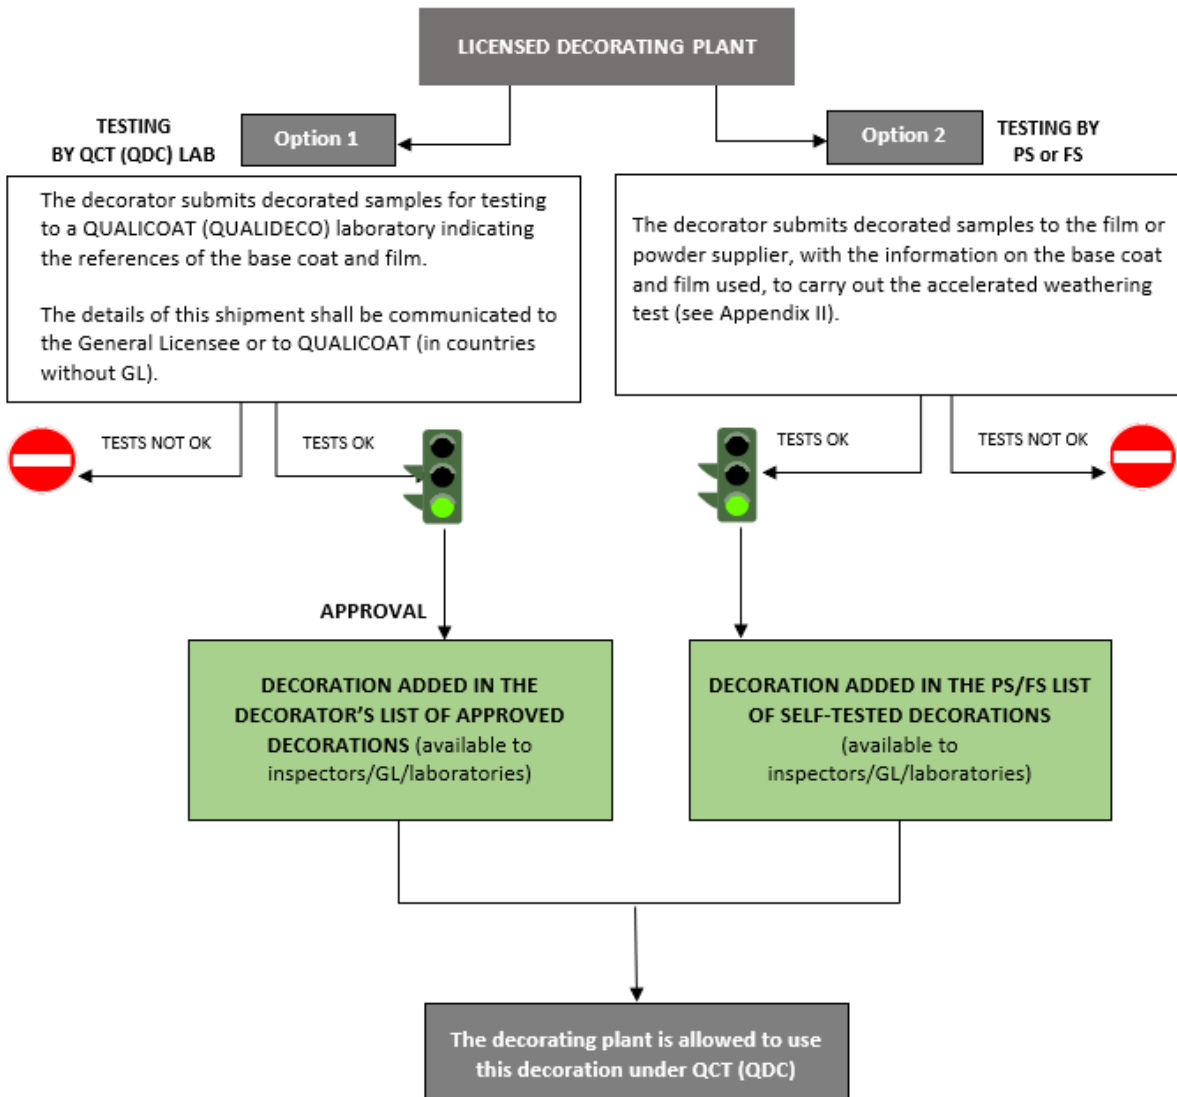 LICENSED DECORATING PLANT
TESTING
BY QCT (QDC) LAB
Option 1
Option 2
TESTING BY
PS or FS
The decorator submits decorated samples for testing
to a QUALICOAT (QUALIDECO) laboratory indicating
the references of the base coat and film.
The details of this shipment shall be communicated to
the General Licensee or to QUALICOAT (in countries
without GL).
The decorator submits decorated samples to the film or
powder supplier, with the information on the base coat
and film used, to carry out the accelerated weathering
test (see Appendix II).
TESTS NOT OK
TESTS OK
TESTS OK
TESTS NOT OK
APPROVAL
DECORATION ADDED IN THE
DECORATOR'S LIST OF APPROVED
DECORATIONS (available to
inspectors/GL/laboratories)
DECORATION ADDED IN THE PS/FS LIST
OF SELF-TESTED DECORATIONS
(available to
inspectors/GL/laboratories)
The decorating plant is allowed to use
this decoration under QCT (QDC)